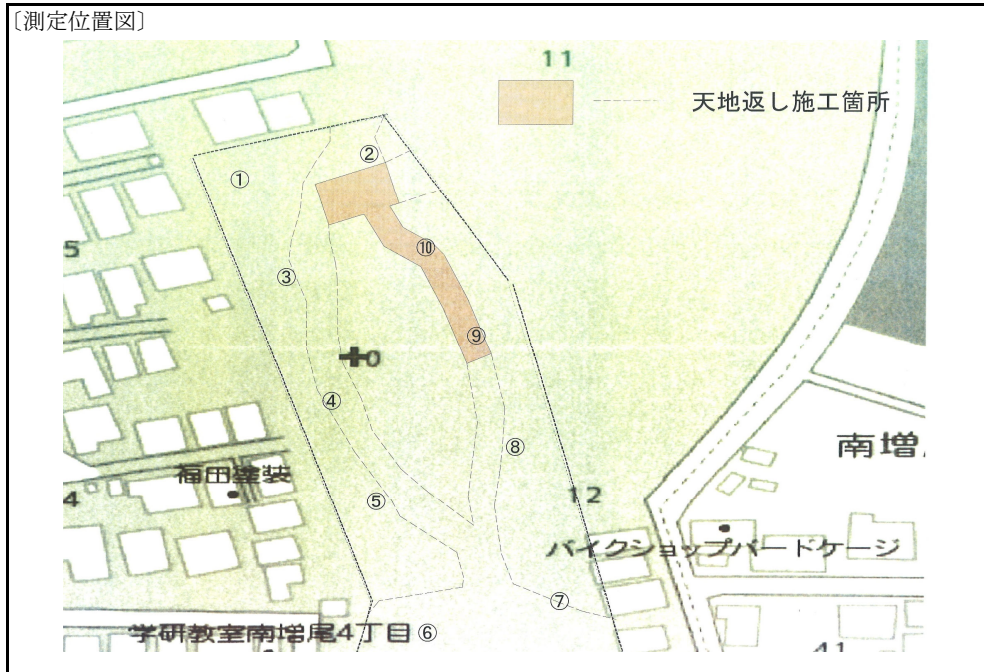 〔測定位置図〕
11
天地返し施工箇所
②
①
5
⑩
③
⑨
0
④
⑧
南増
福田塗装
4
⑤
12
バイクショップバードケージ
⑦
学研教室南増尾4丁目⑥
41